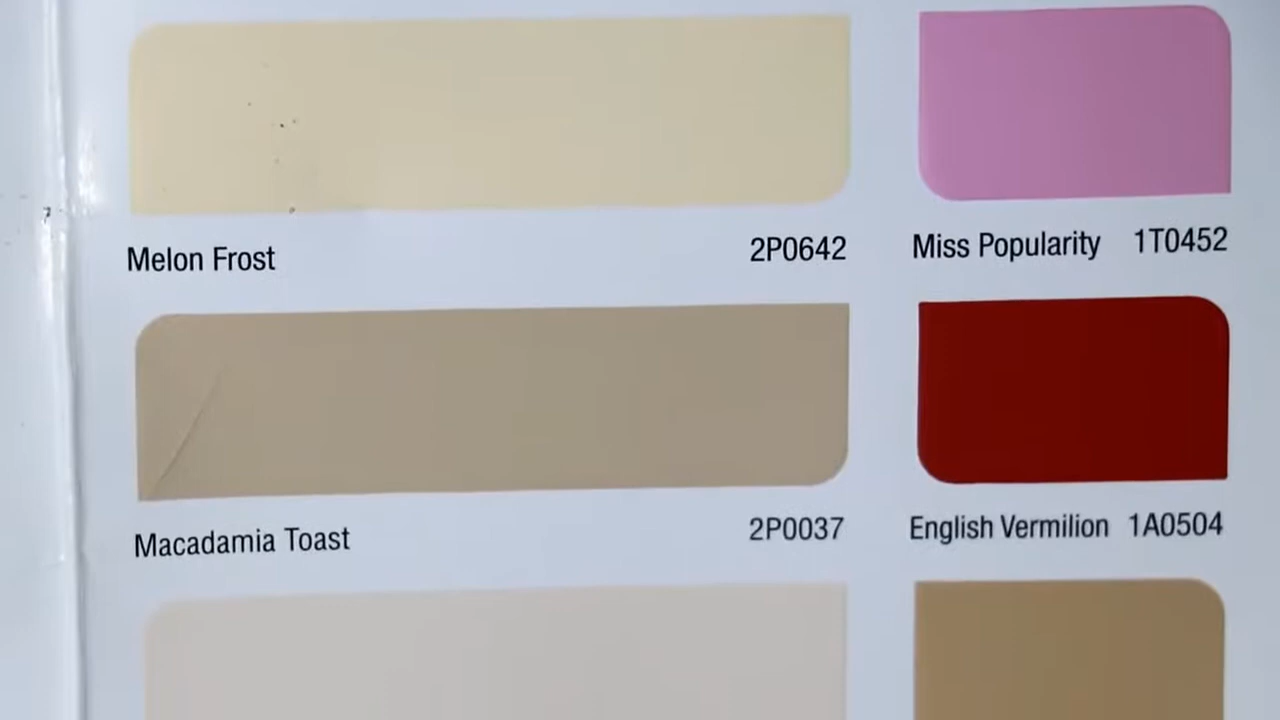 Melon Frost 2P0642
Miss Popularity 1T0452
Macadamia Toast 2P0037
English Vermilion 1A0504